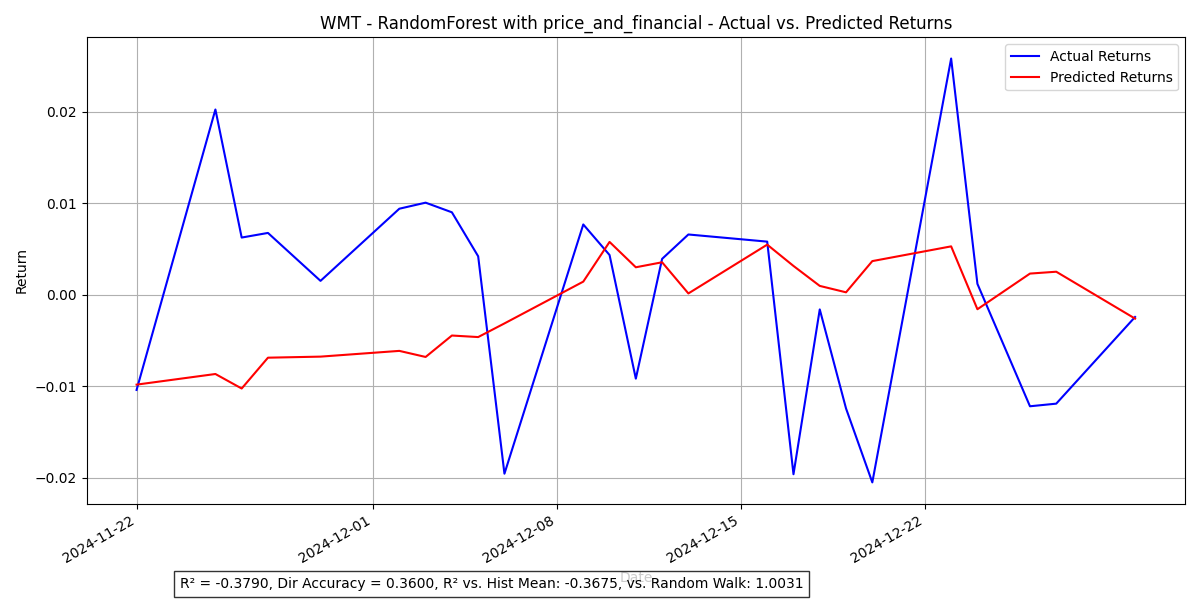 WMT - RandomForest with price_and_financial - Actual vs. Predicted Returns
Actual Returns
Predicted Returns
Return
0.02
0.01
0.00
−0.01
−0.02
2024-11-22
2024-12-01
2024-12-08
2024-12-15
2024-12-22
Date
R² = -0.3790, Dir Accuracy = 0.3600, R² vs. Hist Mean: -0.3675, vs. Random Walk: 1.0031